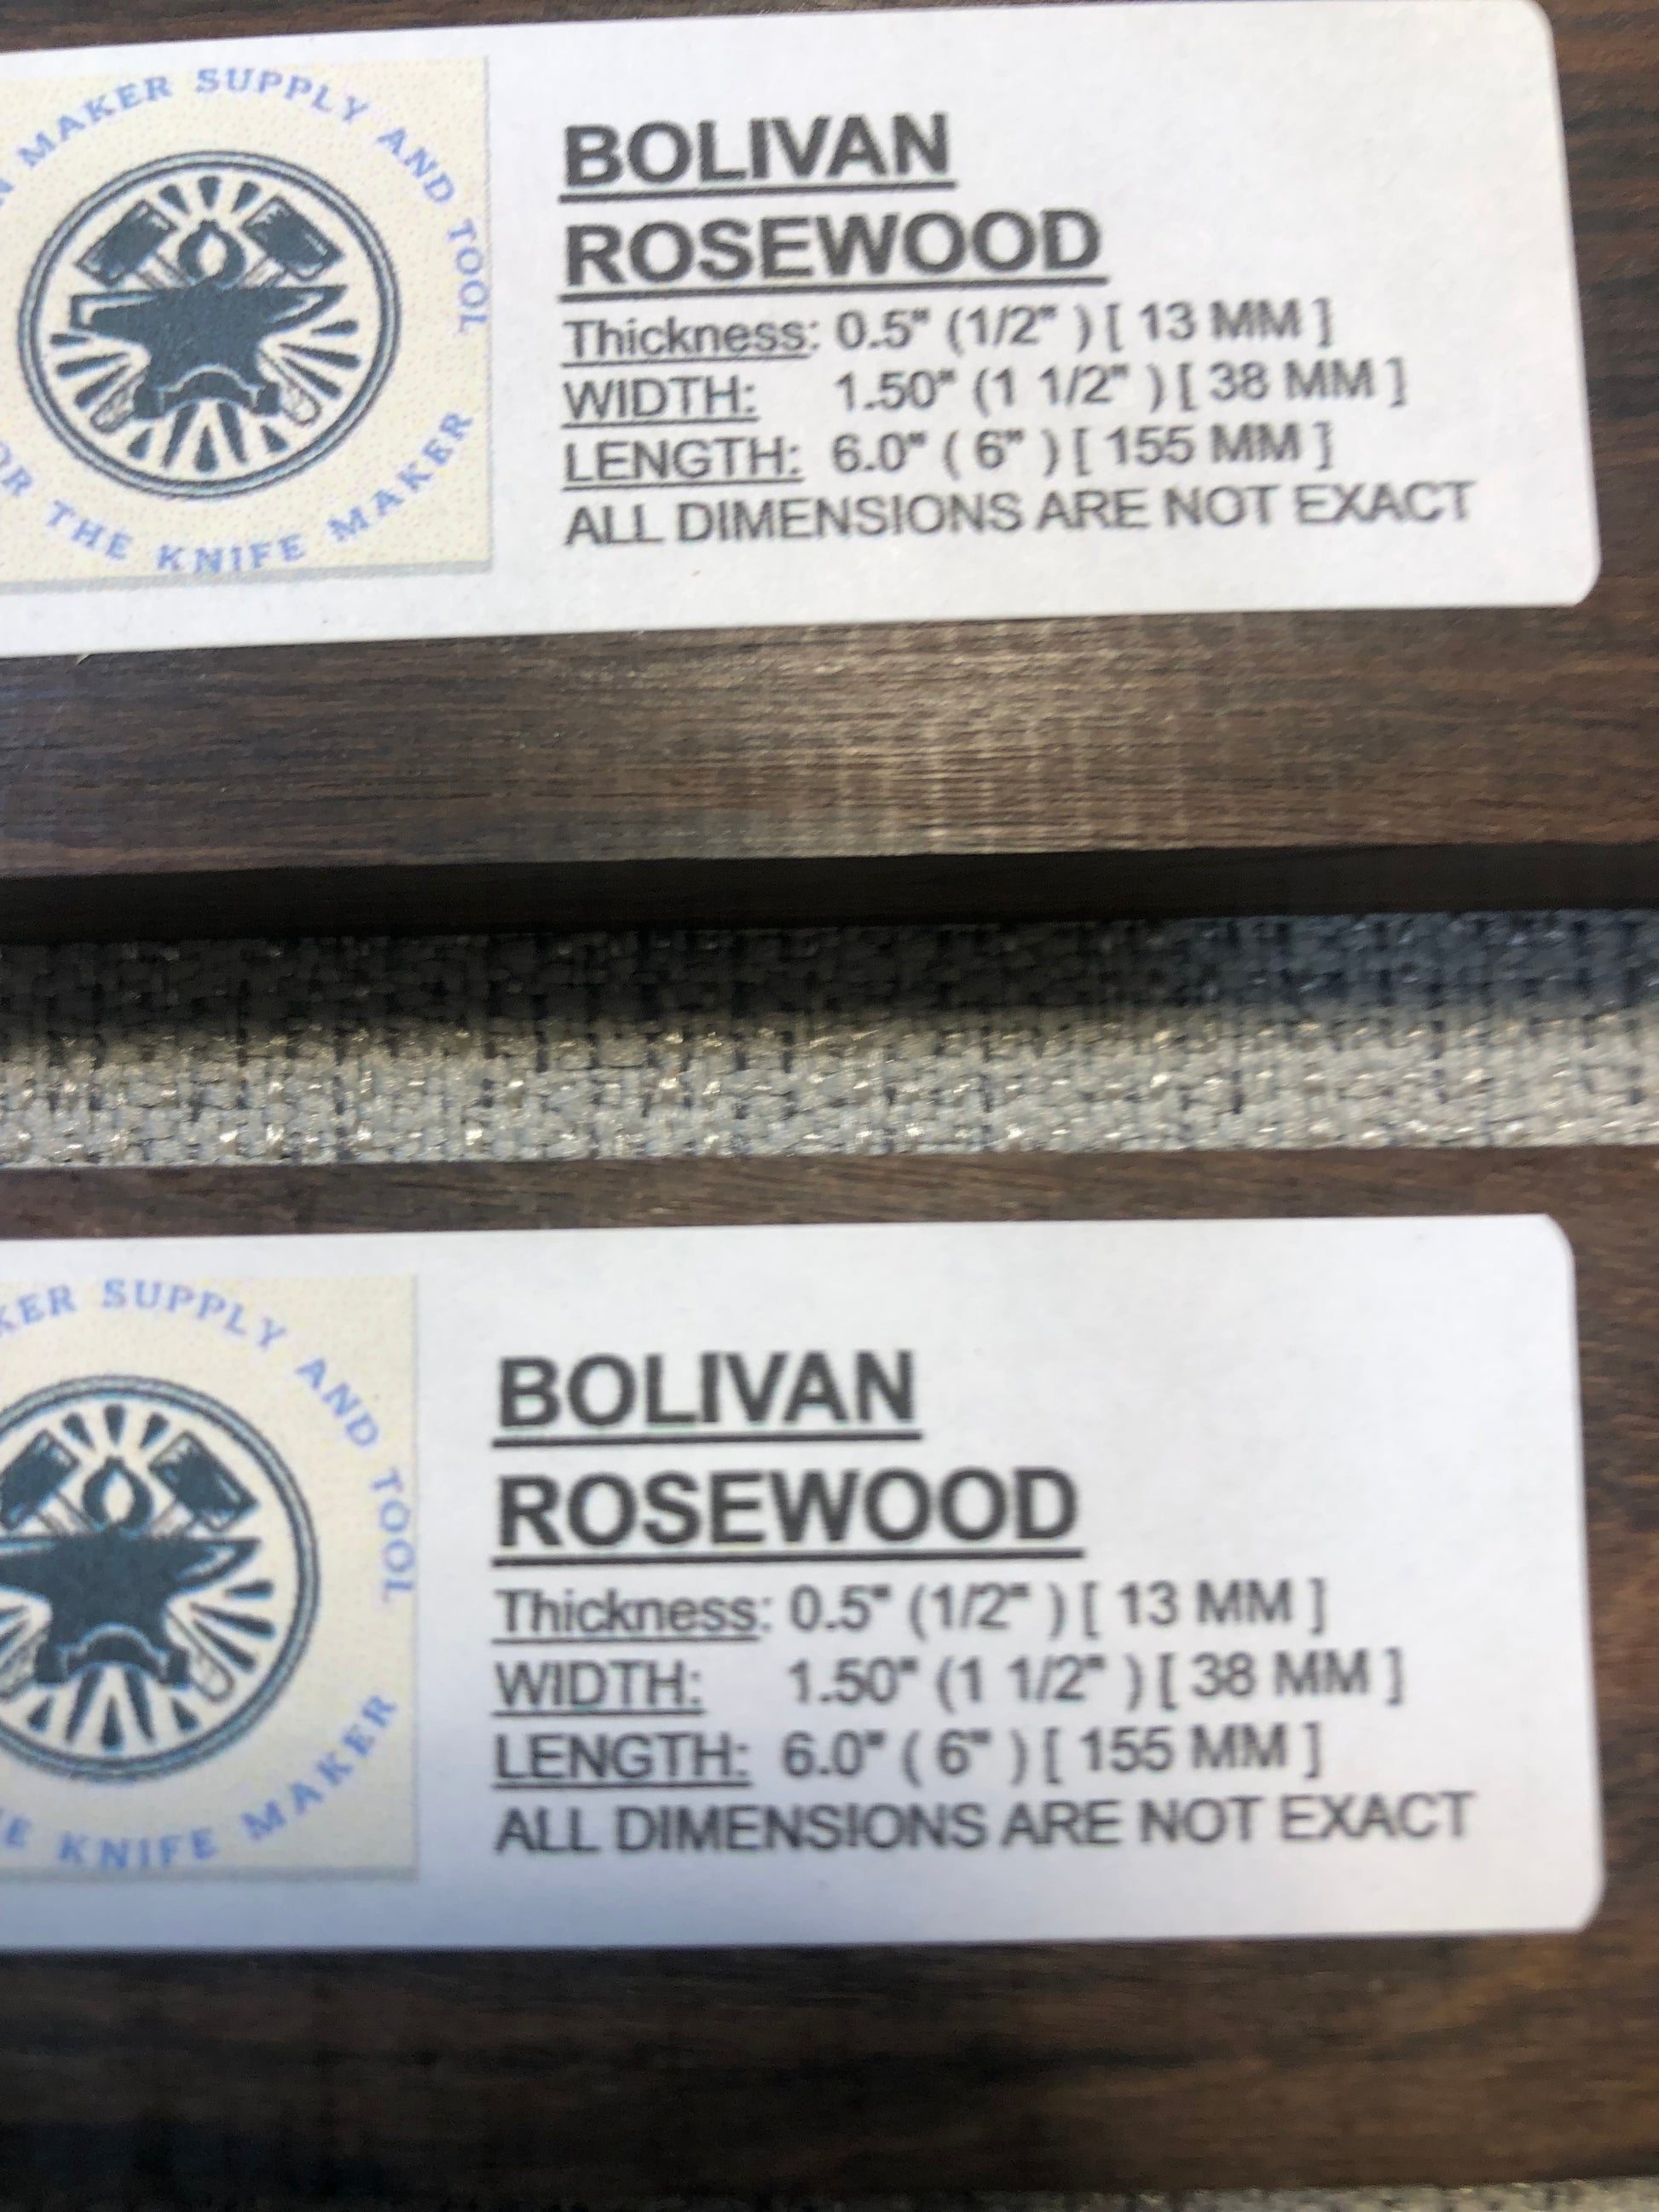 MAKER SUPPLY AND TOOL
BOLIVAN
ROSEWOOD
Thickness: 0.5" (1/2" ) [ 13 MM ]
WIDTH: 1.50" (1 1/2" ) [ 38 MM ]
LENGTH: 6.0" ( 6" ) [ 155 MM ]
ALL DIMENSIONS ARE NOT EXACT
THE KNIFE MAKER
SUPPLY AND TOOL
BOLIVAN
ROSEWOOD
Thickness: 0.5" (1/2" ) [ 13 MM ]
WIDTH: 1.50" (1 1/2" ) [ 38 MM ]
LENGTH: 6.0" ( 6" ) [ 155 MM ]
ALL DIMENSIONS ARE NOT EXACT
KNIFE MAKER